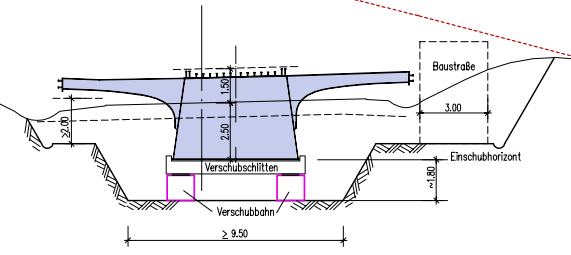 Baustraße
1.50
3.00
≥2.00
2.50
Einschubhorizont
Verschubschlitten
~1.80
Verschubbahn
≥ 9.50